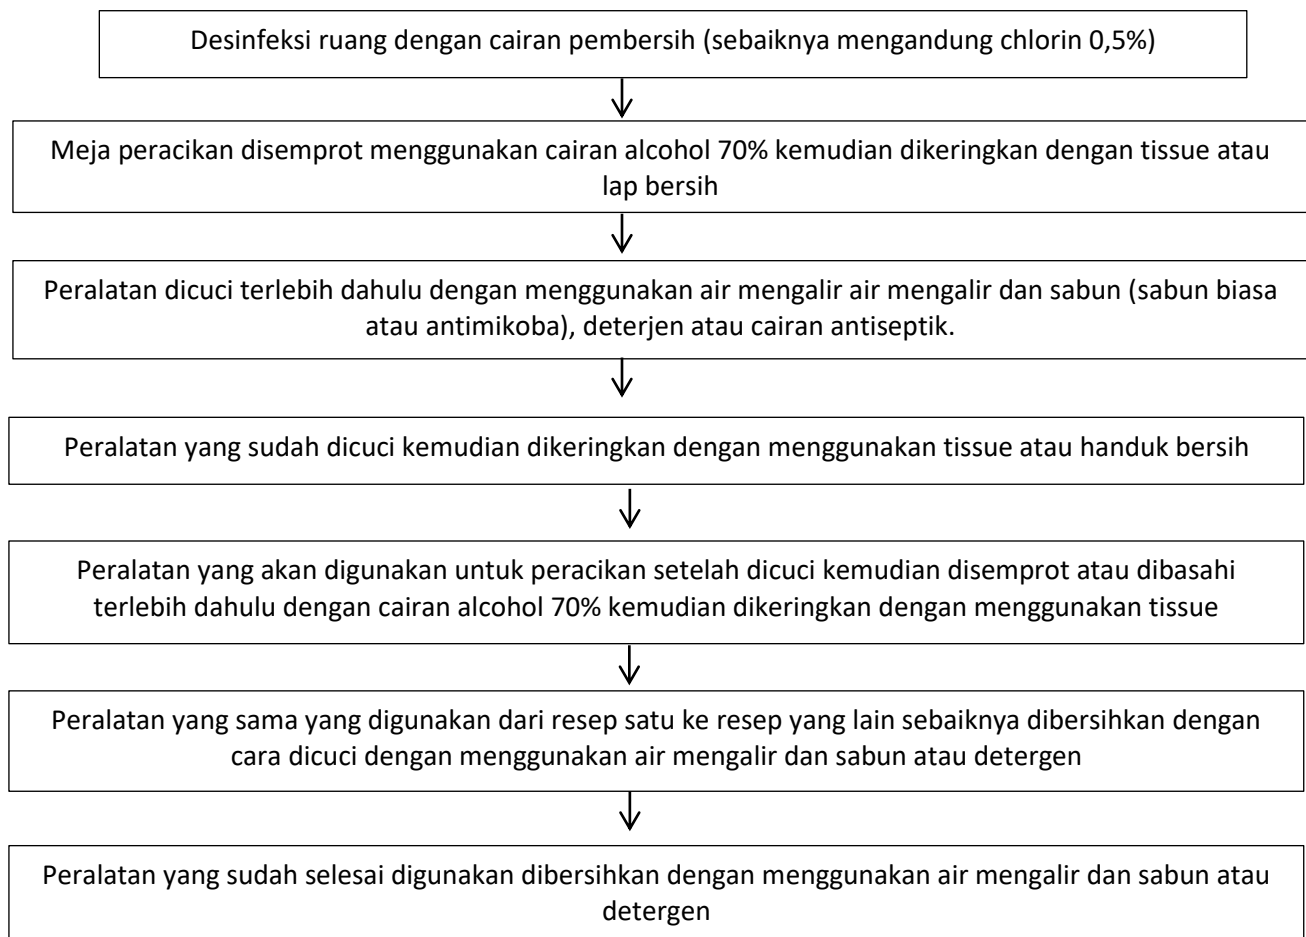 Desinfeksi ruang dengan cairan pembersih (sebaiknya mengandung chlorin 0,5%)
Meja peracikan disemprot menggunakan cairan alcohol 70% kemudian dikeringkan dengan tissue atau
lap bersih
Peralatan dicuci terlebih dahulu dengan menggunakan air mengalir air mengalir dan sabun (sabun biasa
atau antimikoba), deterjen atau cairan antiseptik.
Peralatan yang sudah dicuci kemudian dikeringkan dengan menggunakan tissue atau handuk bersih
Peralatan yang akan digunakan untuk peracikan setelah dicuci kemudian disemprot atau dibasahi
terlebih dahulu dengan cairan alcohol 70% kemudian dikeringkan dengan menggunakan tissue
Peralatan yang sama yang digunakan dari resep satu ke resep yang lain sebaiknya dibersihkan dengan
cara dicuci dengan menggunakan air mengalir dan sabun atau detergen
Peralatan yang sudah selesai digunakan dibersihkan dengan menggunakan air mengalir dan sabun atau
detergen